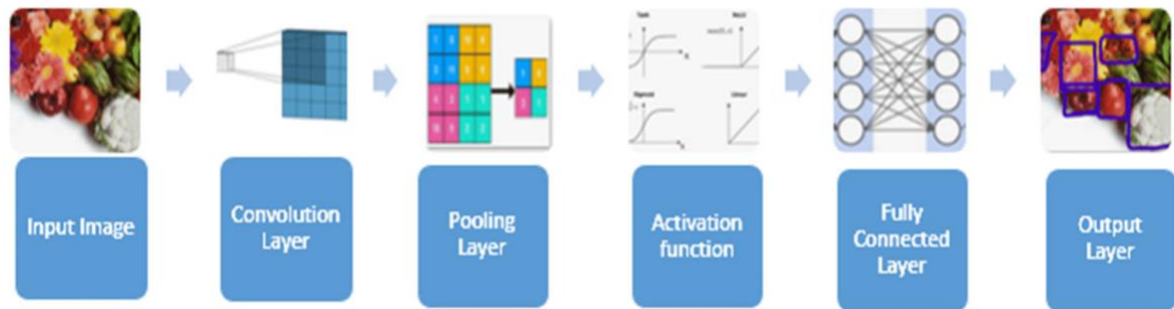 Input Image
Convolution
Layer
Pooling
Layer
Activation
function
Fully
Connected
Layer
Output
Layer